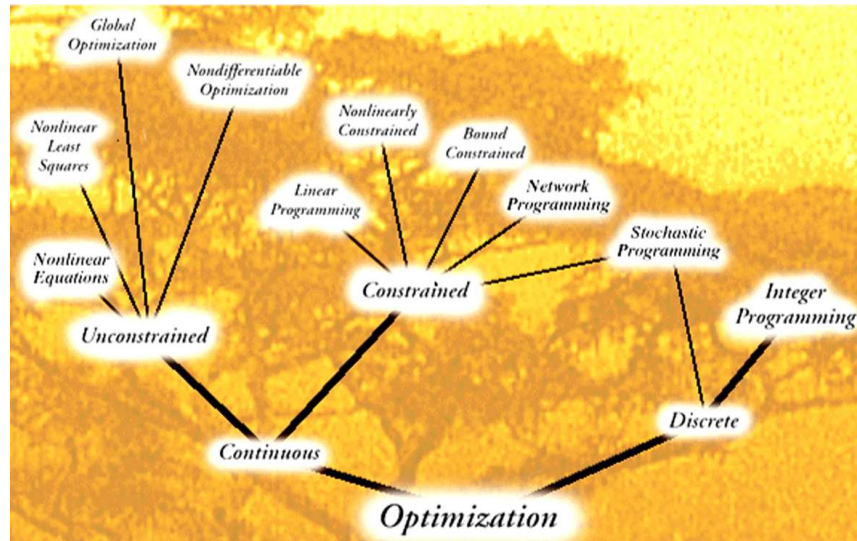 Global
Optimization
Nondifferentiable
Optimization
Nonlinear
Least
Squares
Nonlinearly
Constrained
Bound
Constrained
Linear
Programming
Network
Programming
Stochastic
Programming
Nonlinear
Equations
Constrained
Integer
Programming
Unconstrained
Discrete
Continuous
Optimization